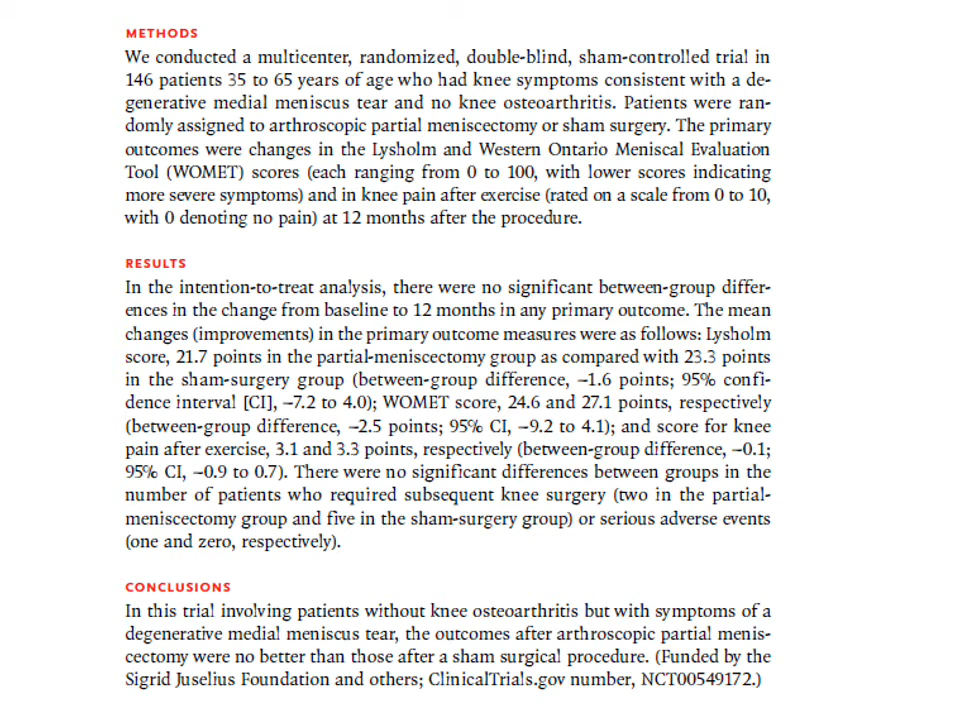 METHODS
We conducted a multicenter, randomized, double-blind, sham-controlled trial in
146 patients 35 to 65 years of age who had knee symptoms consistent with a de-
generative medial meniscus tear and no knee osteoarthritis. Patients were ran-
domly assigned to arthroscopic partial meniscectomy or sham surgery. The primary
outcomes were changes in the Lysholm and Western Ontario Meniscal Evaluation
Tool (WOMET) scores (each ranging from 0 to 100, with lower scores indicating
more severe symptoms) and in knee pain after exercise (rated on a scale from 0 to 10,
with 0 denoting no pain) at 12 months after the procedure.
RESULTS
In the intention-to-treat analysis, there were no significant between-group differ-
ences in the change from baseline to 12 months in any primary outcome. The mean
changes (improvements) in the primary outcome measures were as follows: Lysholm
score, 21.7 points in the partial-meniscectomy group as compared with 23.3 points
in the sham-surgery group (between-group difference, −1.6 points; 95% confi-
dence interval [CI], −7.2 to 4.0); WOMET score, 24.6 and 27.1 points, respectively
(between-group difference, −2.5 points; 95% CI, −9.2 to 4.1); and score for knee
pain after exercise, 3.1 and 3.3 points, respectively (between-group difference, −0.1;
95% CI, −0.9 to 0.7). There were no significant differences between groups in the
number of patients who required subsequent knee surgery (two in the partial-
meniscectomy group and five in the sham-surgery group) or serious adverse events
(one and zero, respectively).
CONCLUSIONS
In this trial involving patients without knee osteoarthritis but with symptoms of a
degenerative medial meniscus tear, the outcomes after arthroscopic partial menis-
cectomy were no better than those after a sham surgical procedure. (Funded by the
Sigrid Juselius Foundation and others; ClinicalTrials.gov number, NCT00549172.)